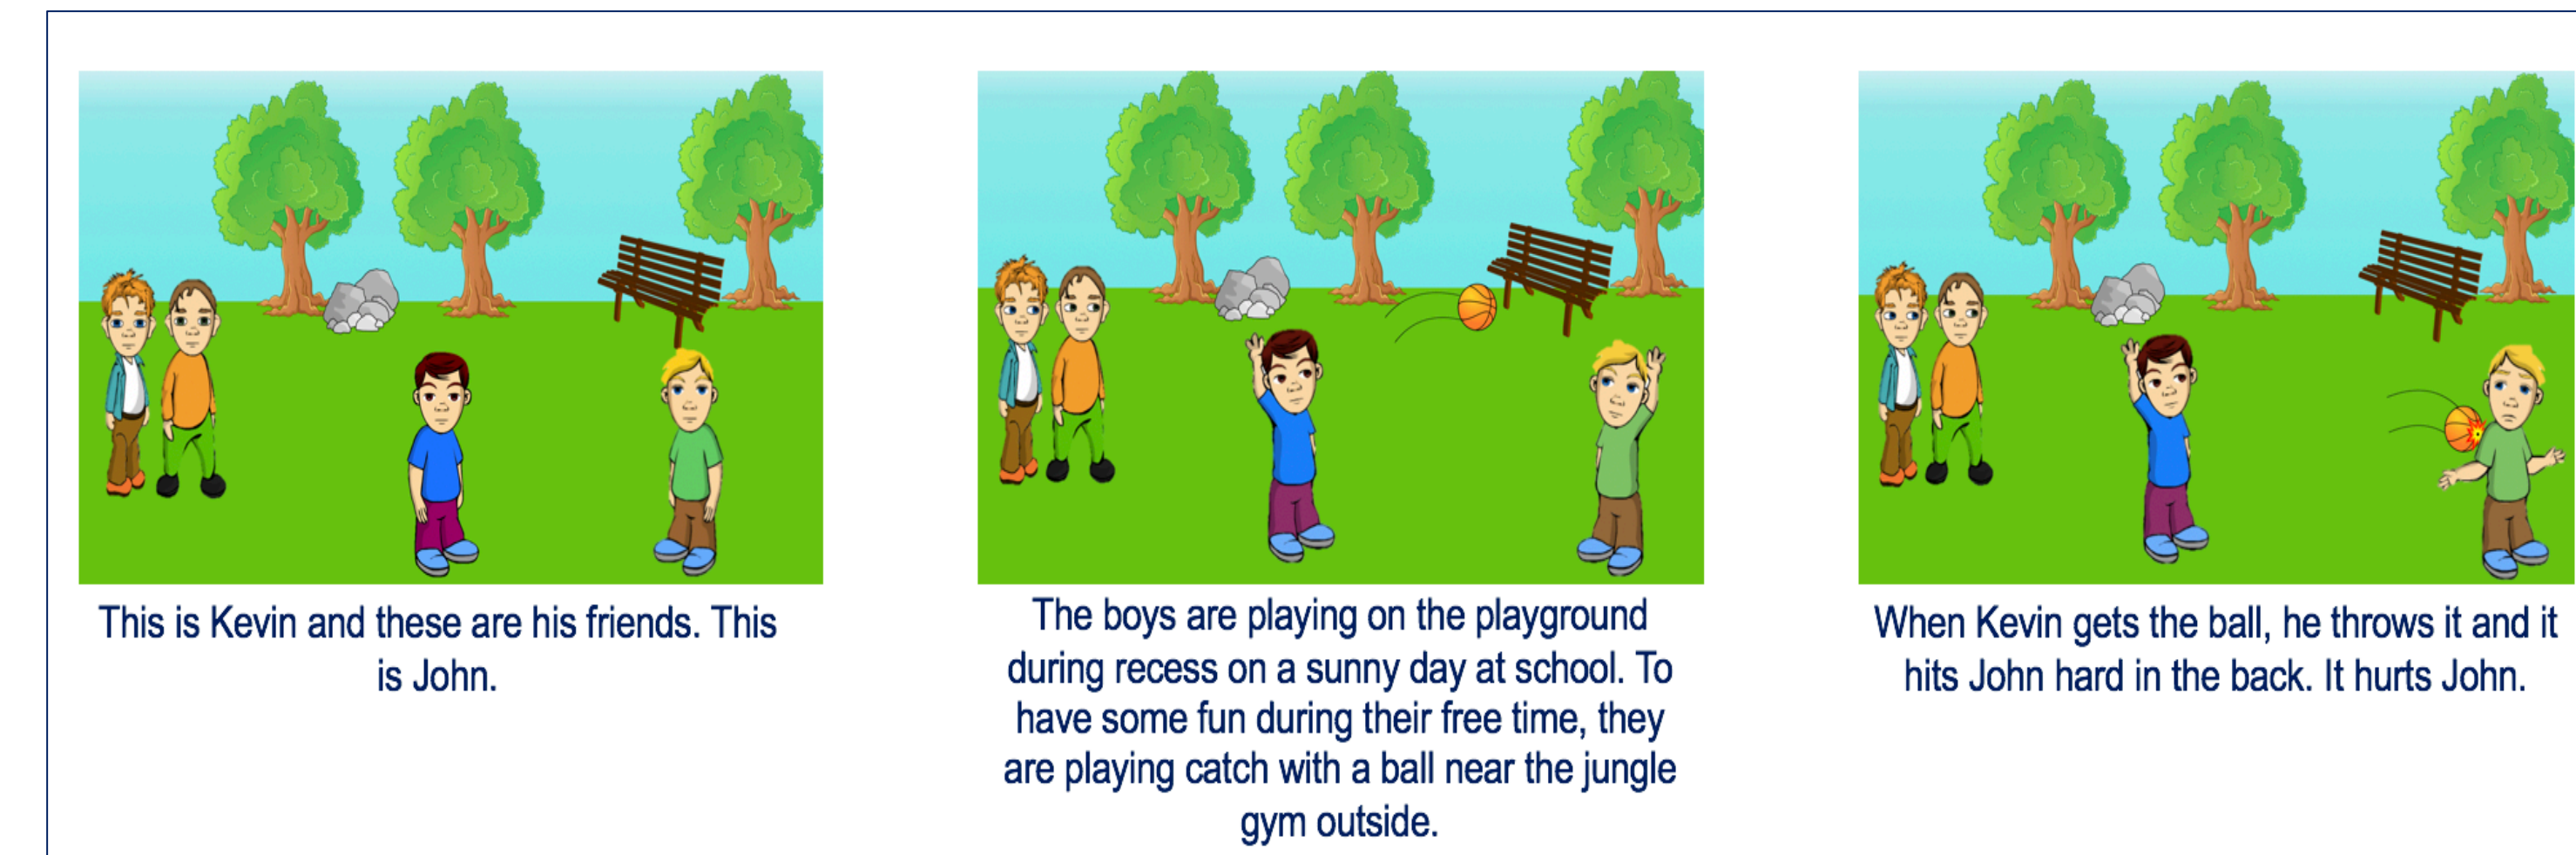 This is Kevin and these are his friends. This
is John.
The boys are playing on the playground
during recess on a sunny day at school. To
have some fun during their free time, they
are playing catch with a ball near the jungle
gym outside.
When Kevin gets the ball, he throws it and it
hits John hard in the back. It hurts John.